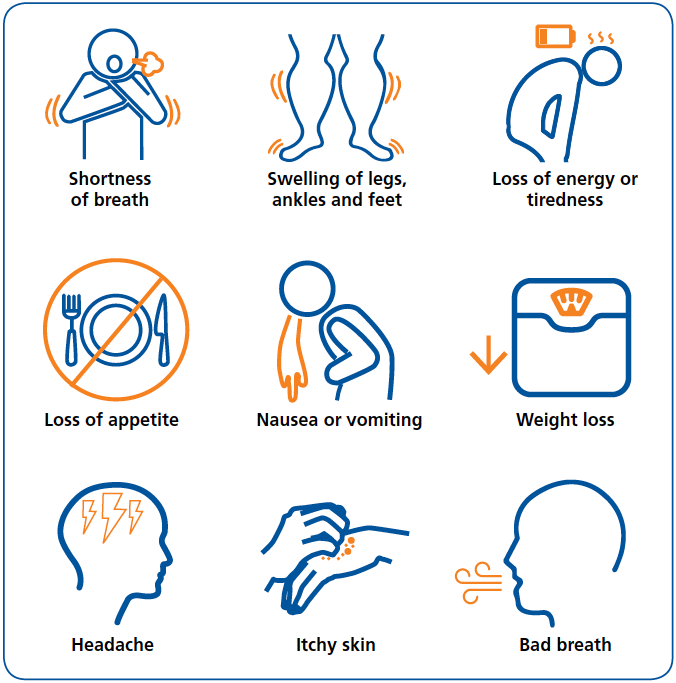 Shortness
of breath
Swelling of legs,
ankles and feet
Loss of energy or
tiredness
Loss of appetite
Nausea or vomiting
Weight loss
Headache
Itchy skin
Bad breath